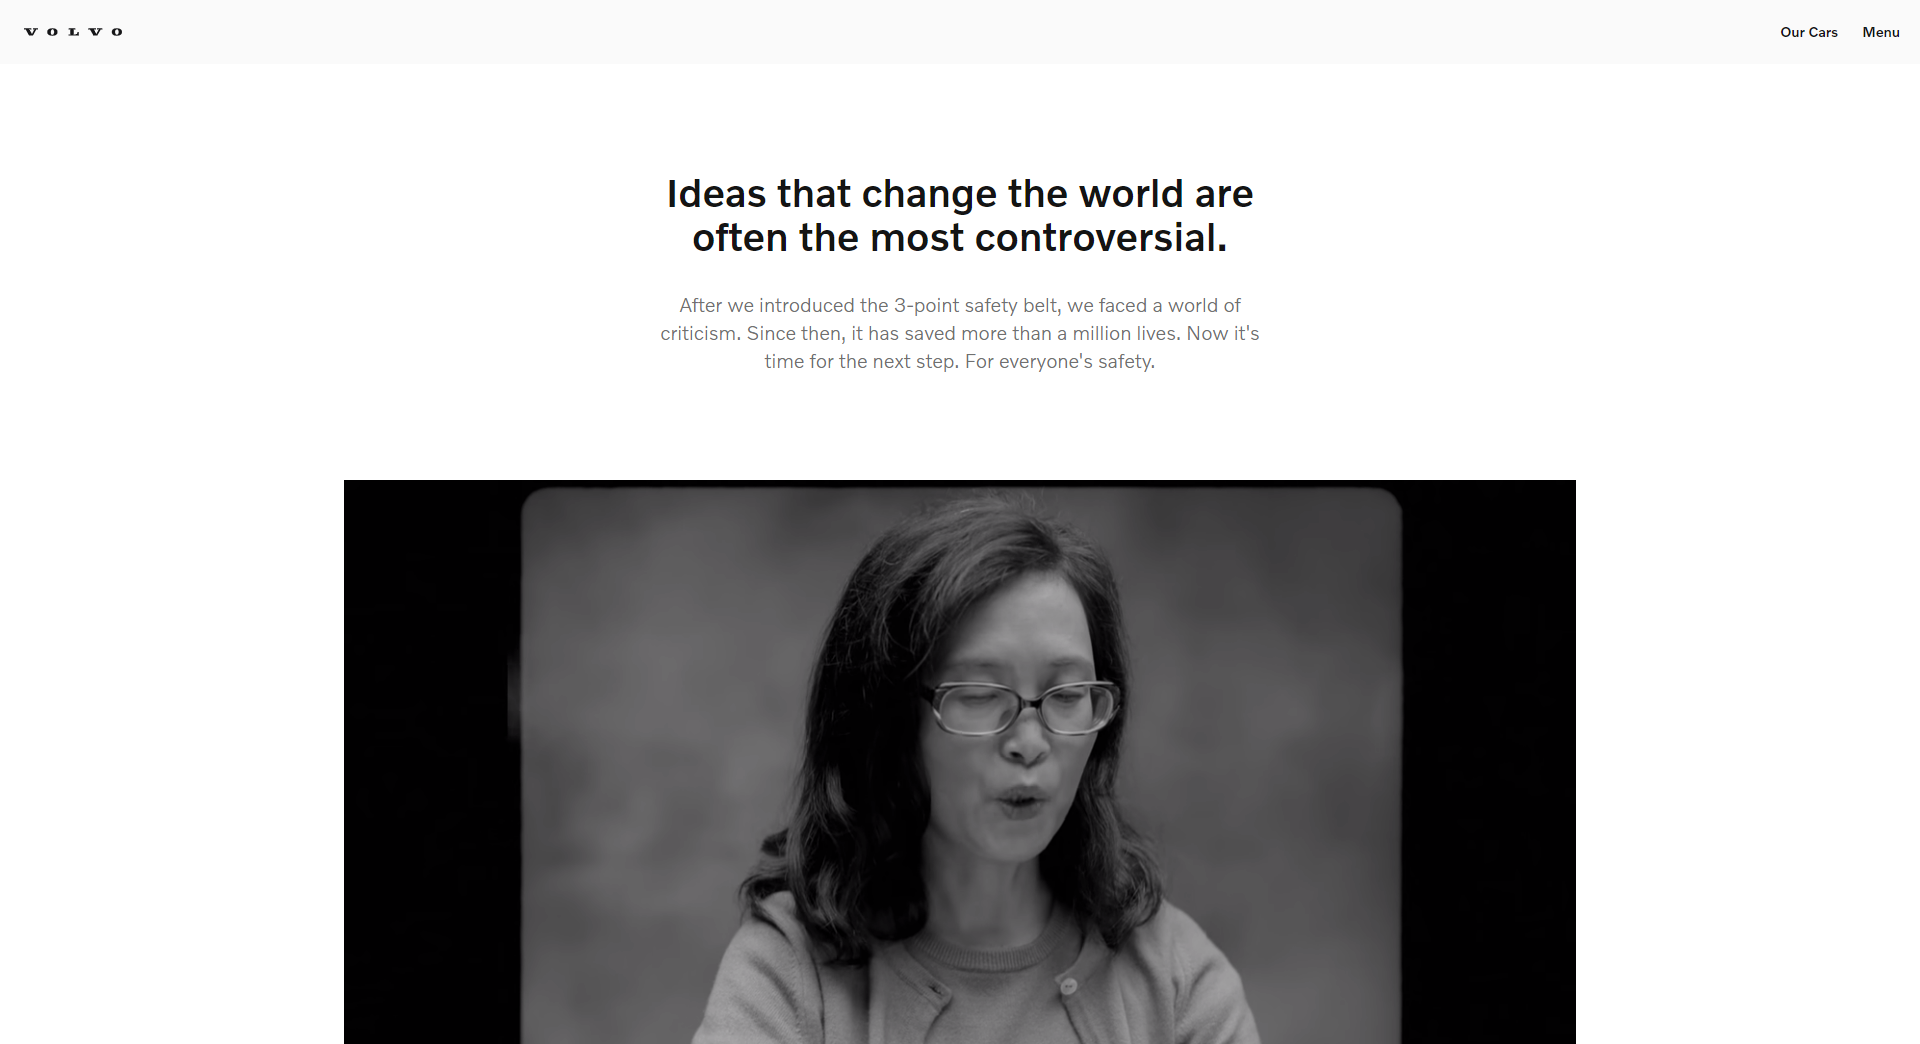 VOLVO
Our Cars
Menu
Ideas that change the world are
often the most controversial.
After we introduced the 3-point safety belt, we faced a world of
criticism. Since then, it has saved more than a million lives. Now it's
time for the next step. For everyone's safety.